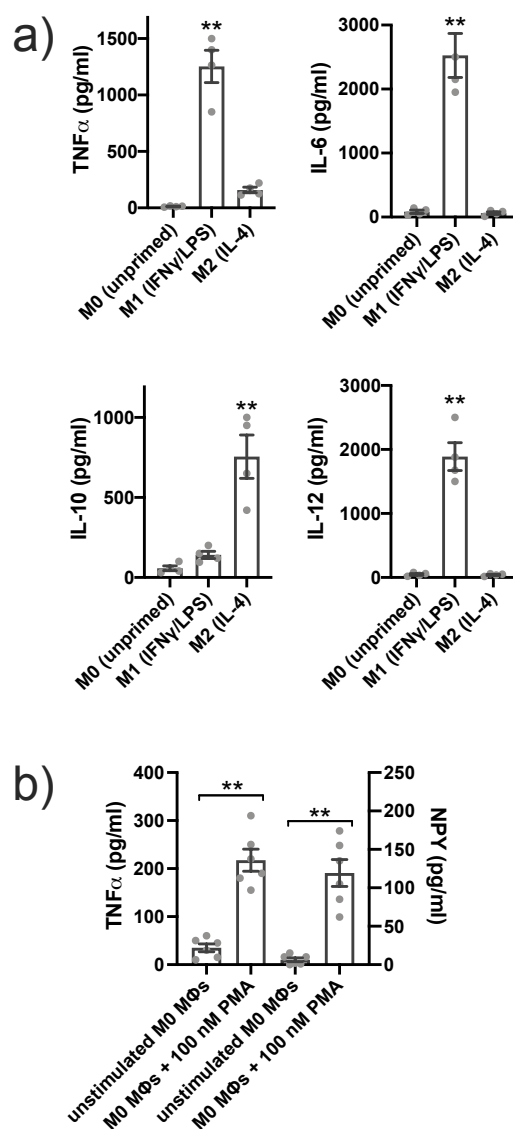 a)
TNFα (pg/ml)
1500
1000
500
0
**
M0 (unprimed)
M1 (IFNγ/LPS)
M2 (IL-4)
IL-6 (pg/ml)
3000
2000
1000
0
**
M0 (unprimed)
M1 (IFNγ/LPS)
M2 (IL-4)
IL-10 (pg/ml)
1000
500
0
**
M0 (unprimed)
M1 (IFNγ/LPS)
M2 (IL-4)
IL-12 (pg/ml)
3000
2000
1000
0
**
M0 (unprimed)
M1 (IFNγ/LPS)
M2 (IL-4)
b)
TNFα (pg/ml)
400
300
200
100
0
**
**
250
200
150
100
50
0
NPY (pg/ml)
unstimulated M0 MΦs
M0 MΦs + 100 nM PMA
unstimulated M0 MΦs
M0 MΦs + 100 nM PMA